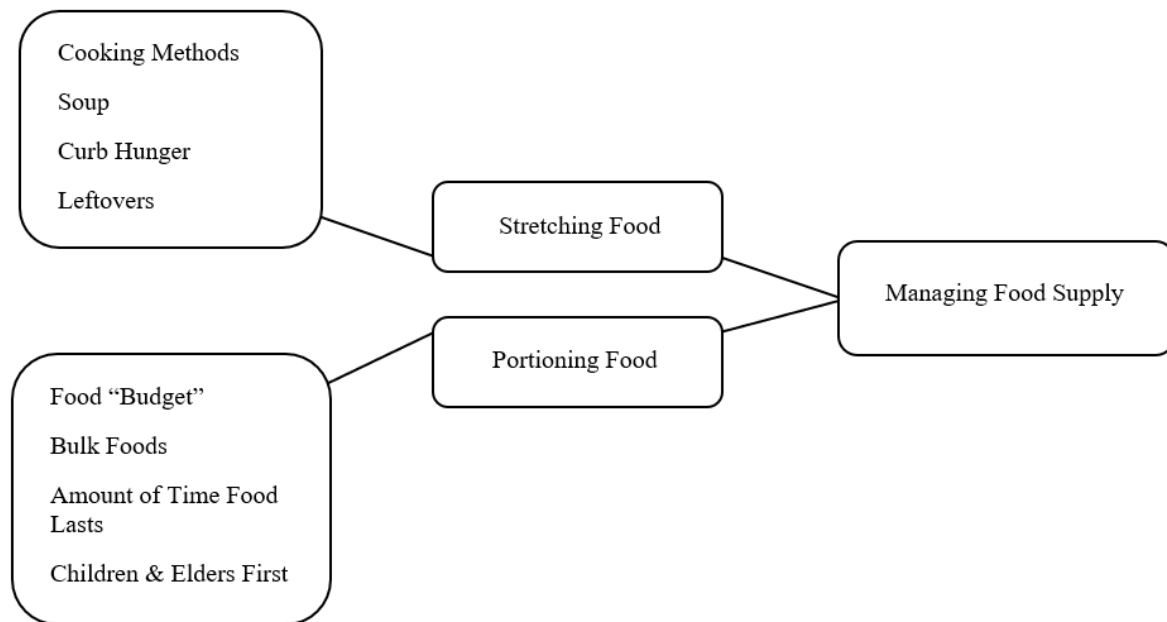 Cooking Methods
Soup
Curb Hunger
Leftovers
Stretching Food
Managing Food Supply
Portioning Food
Food “Budget”
Bulk Foods
Amount of Time Food
Lasts
Children & Elders First